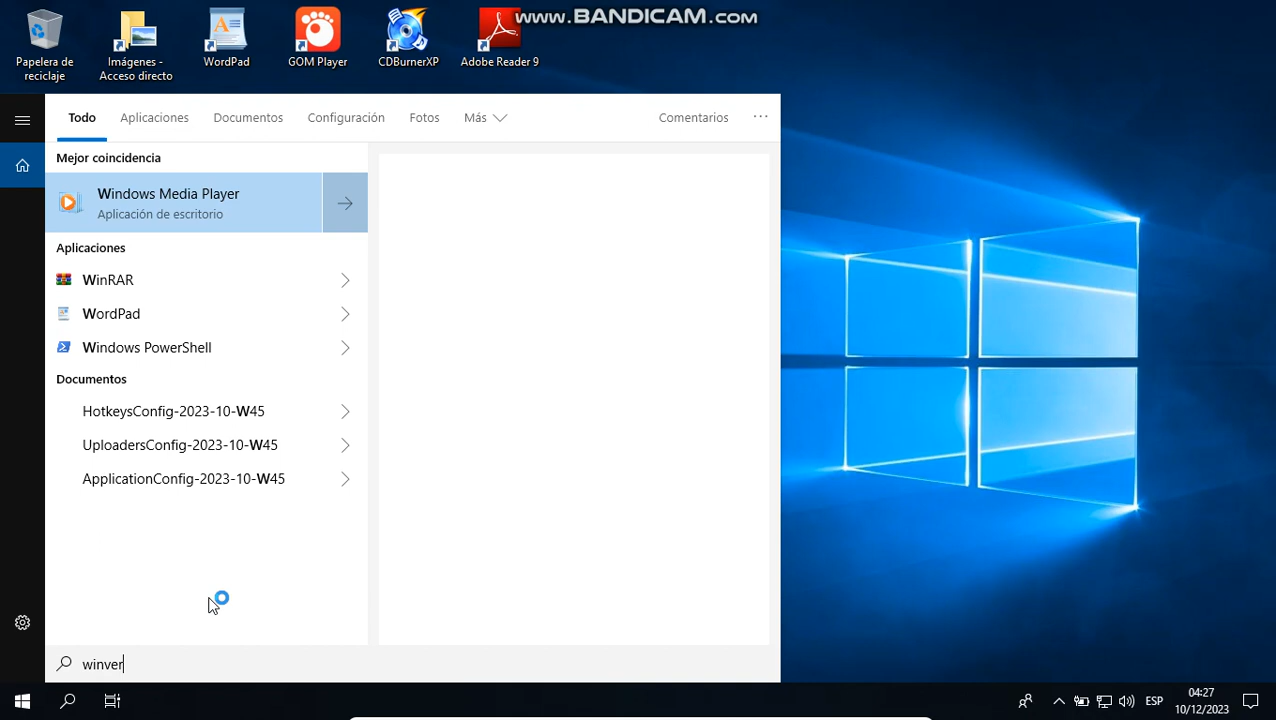 www.BANDICAM.com
Papelera de
reciclaje
Imágenes -
Acceso directo
WordPad
GOM Player
CDBurnerXP
Adobe Reader 9
Todo Aplicaciones Documentos Configuración Fotos Más Comentarios ...
Mejor coincidencia
Windows Media Player
Aplicación de escritorio
Aplicaciones
WinRAR
WordPad
Windows PowerShell
Documentos
HotkeysConfig-2023-10-W45
UploadersConfig-2023-10-W45
ApplicationConfig-2023-10-W45
winver
ESP
04:27
10/12/2023